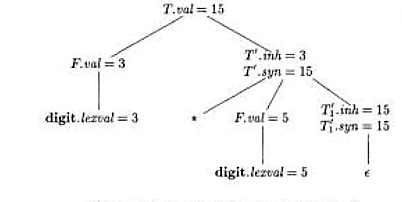 T.val = 15
F.val = 3
T'.inh = 3
T'.syn = 15
digit.lexval = 3
*
F.val = 5
T'₁.inh = 15
T'₁.syn = 15
digit.lexval = 5
ϵ